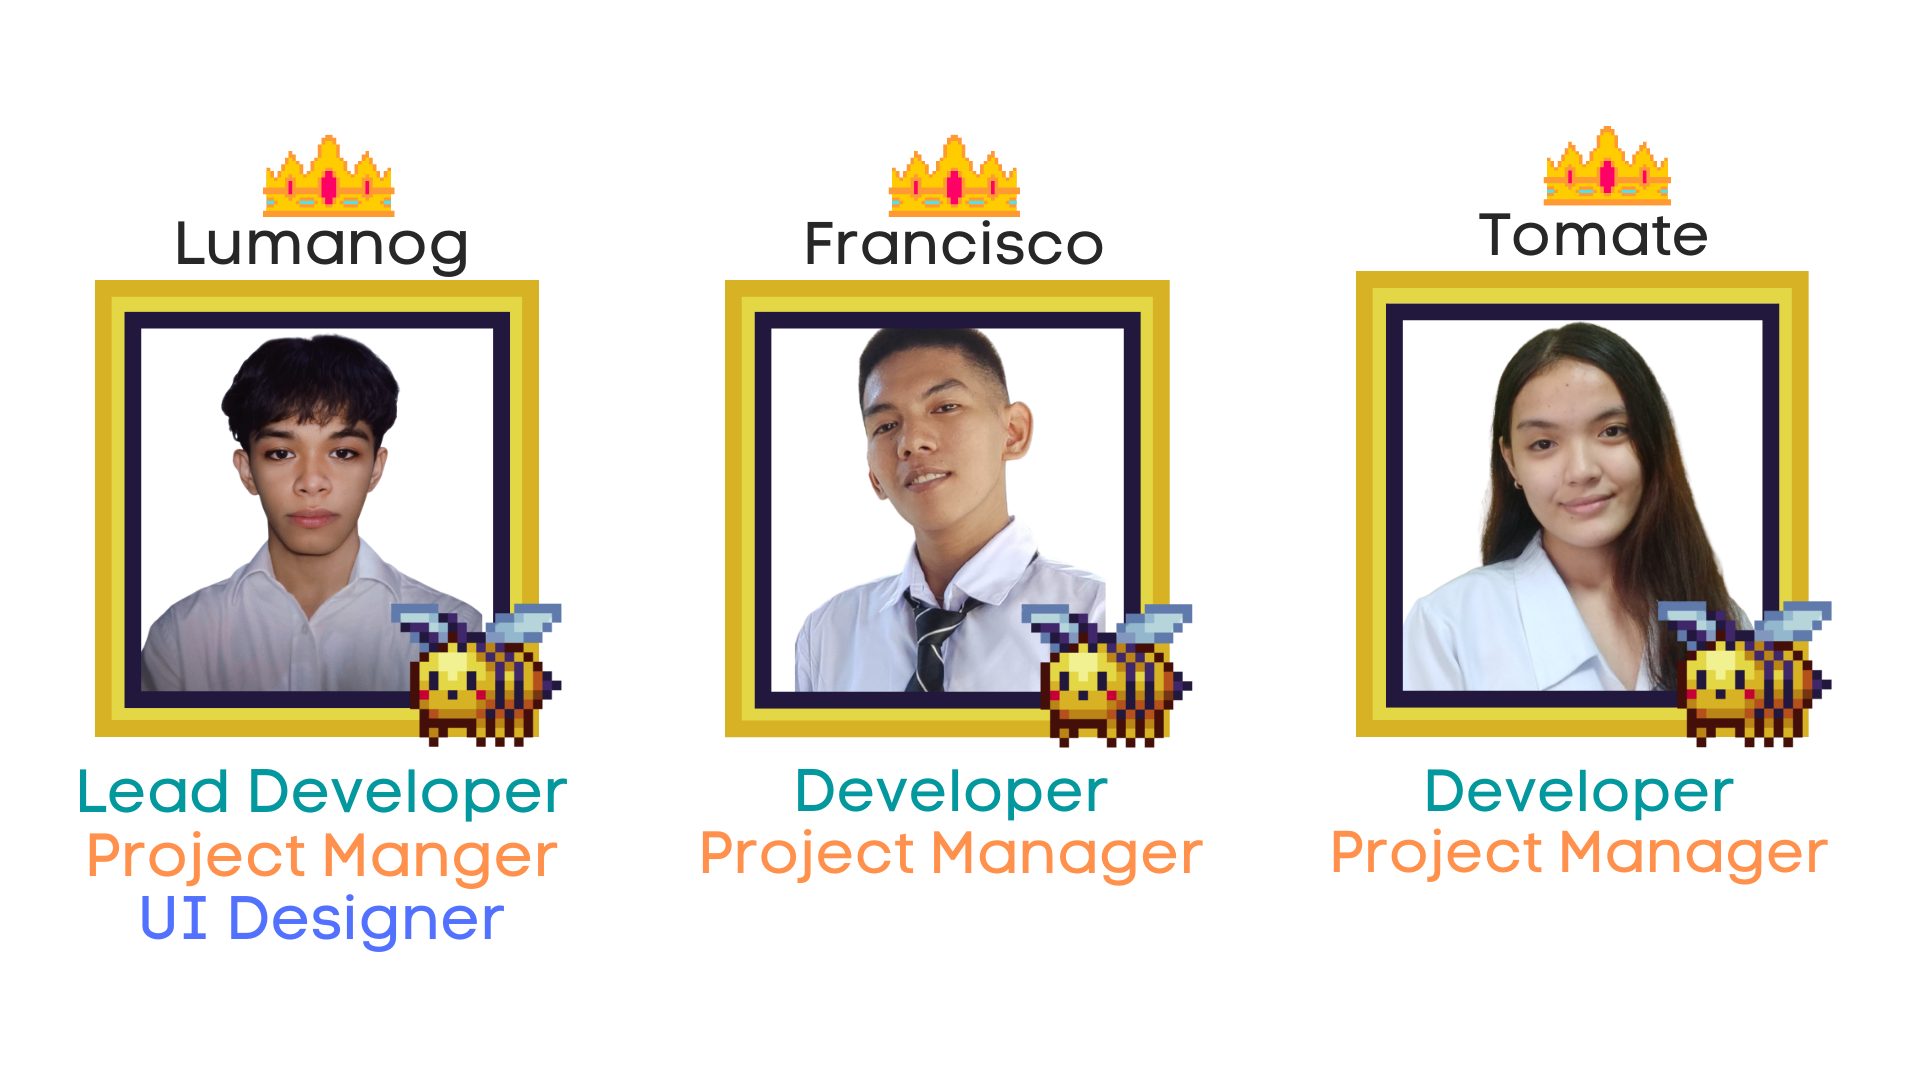 Lumanog
Francisco
Tomate
Lead Developer
Project Manger
UI Designer
Developer
Project Manager
Developer
Project Manager